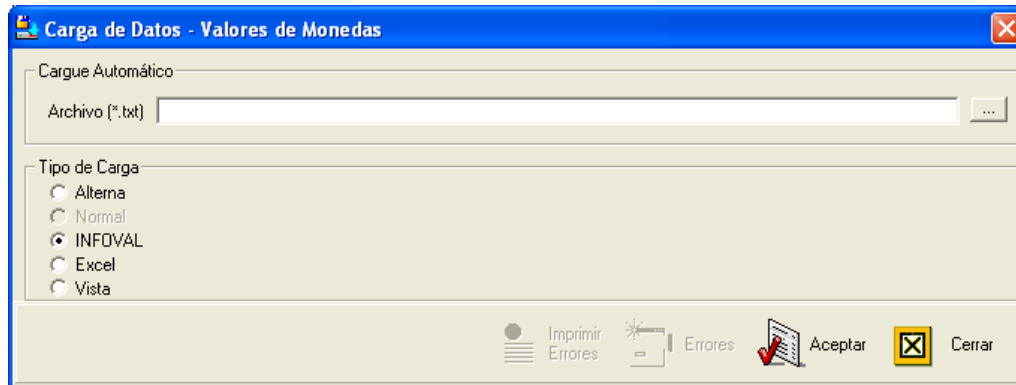 Carga de Datos - Valores de Monedas
Cargue Automático
Archivo (*.txt)
...
Tipo de Carga
Alterna
Normal
INFOVAL
Excel
Vista
Imprimir
Errores
Errores
Aceptar
Cerrar